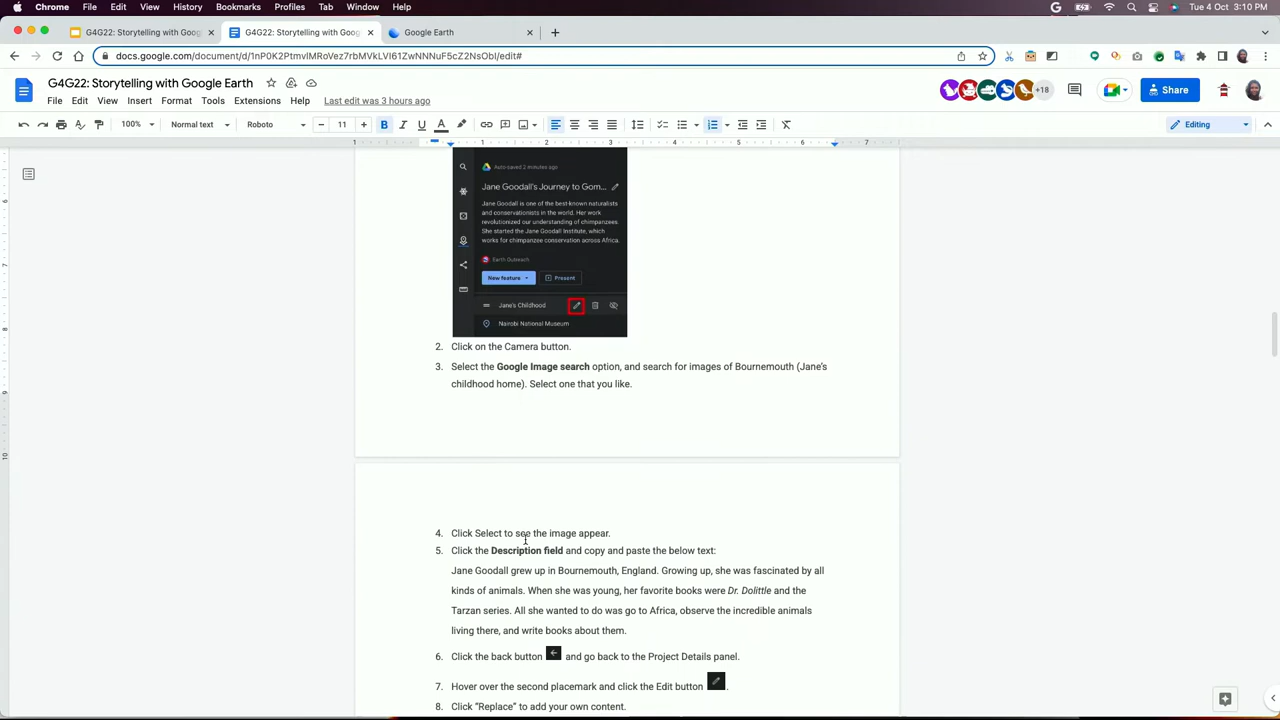 Chrome File Edit View History Bookmarks Profiles Tab Window Help
Tue 4 Oct 3:10 PM
G4G22: Storytelling with Goog
G4G22: Storytelling with Goog
Google Earth
G4G22: Storytelling with Google Earth
File Edit View Insert Format Tools Extensions Help
Last edit was 3 hours ago
+18
Share
100%
Normal text
Roboto
11
Editing
Auto-saved 2 minutes ago
Jane Goodall's Journey to Gom...
Jane Goodall is one of the best-known naturalists
and conservationists in the world. Her work
revolutionized our understanding of chimpanzees.
She started the Jane Goodall Institute, which
works for chimpanzee conservation across Africa.
Earth Outreach
New feature
Present
Jane's Childhood
Nairobi National Museum
2. Click on the Camera button.
3. Select the Google Image search option, and search for images of Bournemouth (Jane's
childhood home). Select one that you like.
4. Click Select to see the image appear.
5. Click the Description field and copy and paste the below text:
Jane Goodall grew up in Bournemouth, England. Growing up, she was fascinated by all
kinds of animals. When she was young, her favorite books were Dr. Dolittle and the
Tarzan series. All she wanted to do was go to Africa, observe the incredible animals
living there, and write books about them.
6. Click the back button and go back to the Project Details panel.
7. Hover over the second placemark and click the Edit button .
8. Click “Replace” to add your own content.